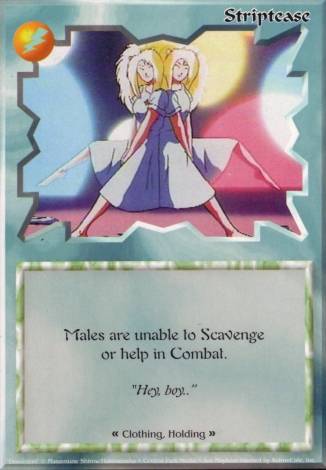 Striptease
Males are unable to Scavenge
or help in Combat.
"Hey, boy.."
« Clothing, Holding »